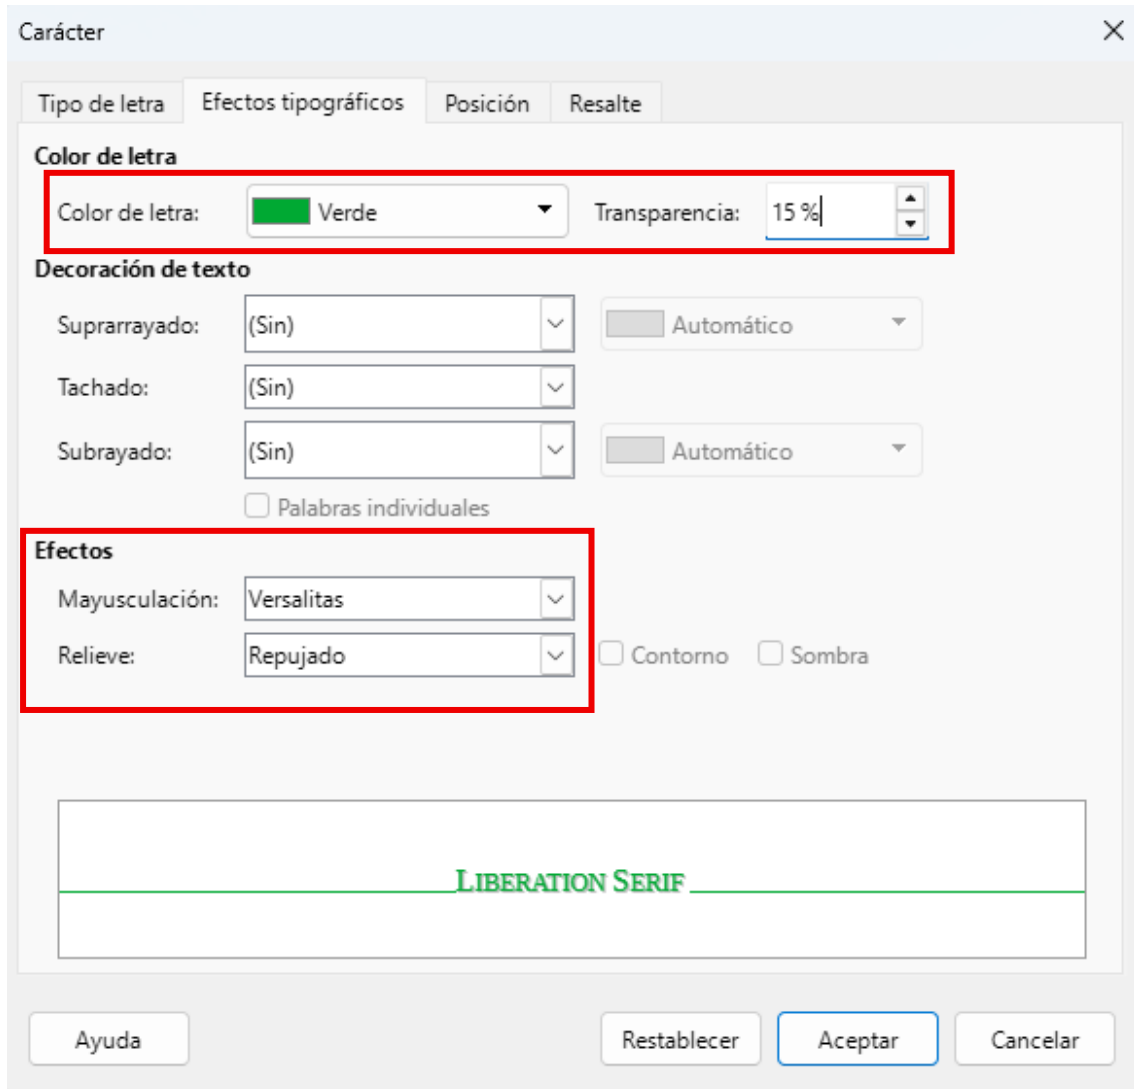 Carácter
Tipo de letra Efectos tipográficos Posición Resalte
Color de letra
Color de letra: Verde Transparencia: 15 %
Decoración de texto
Suprarrayado: (Sin) Automático
Tachado: (Sin)
Subrayado: (Sin) Automático
Palabras individuales
Efectos
Mayusculación: Versalitas
Relieve: Repujado Contorno Sombra
LIBERATION SERIF
Ayuda Restablecer Aceptar Cancelar